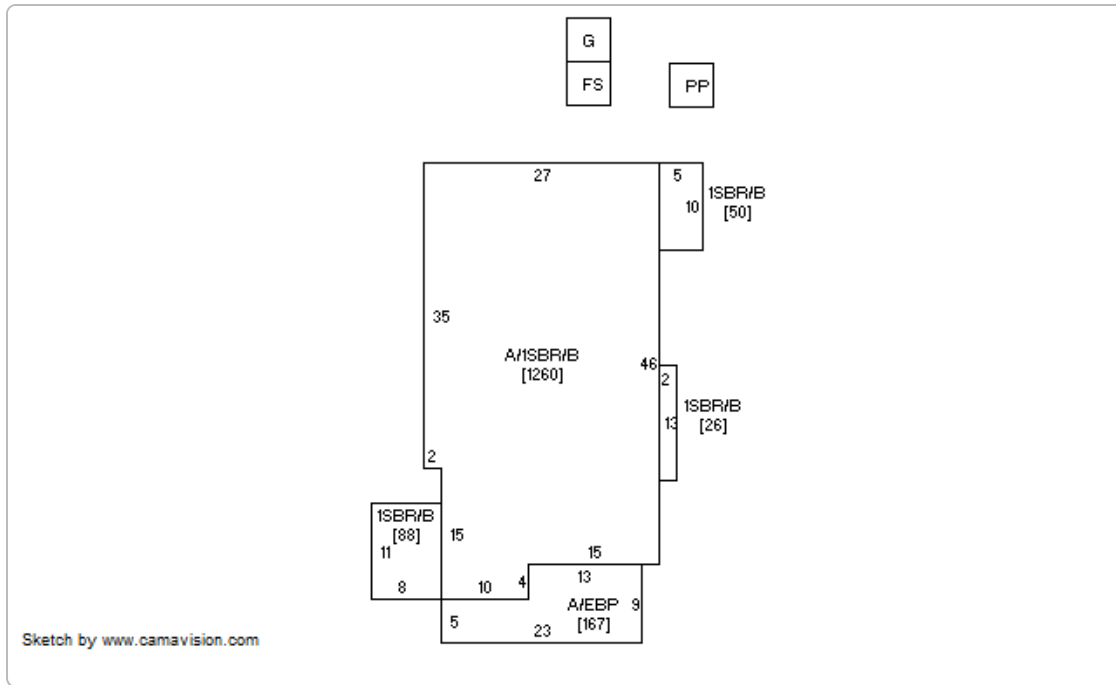 G
FS
PP
27
5
10
1SBR/B
[50]
35
A/1SBR/B
[1260]
46
2
13
1SBR/B
[26]
2
1SBR/B
[88]
11
8
15
10
4
15
13
A/EBP
[167]
9
5
23
Sketch by www.camavision.com